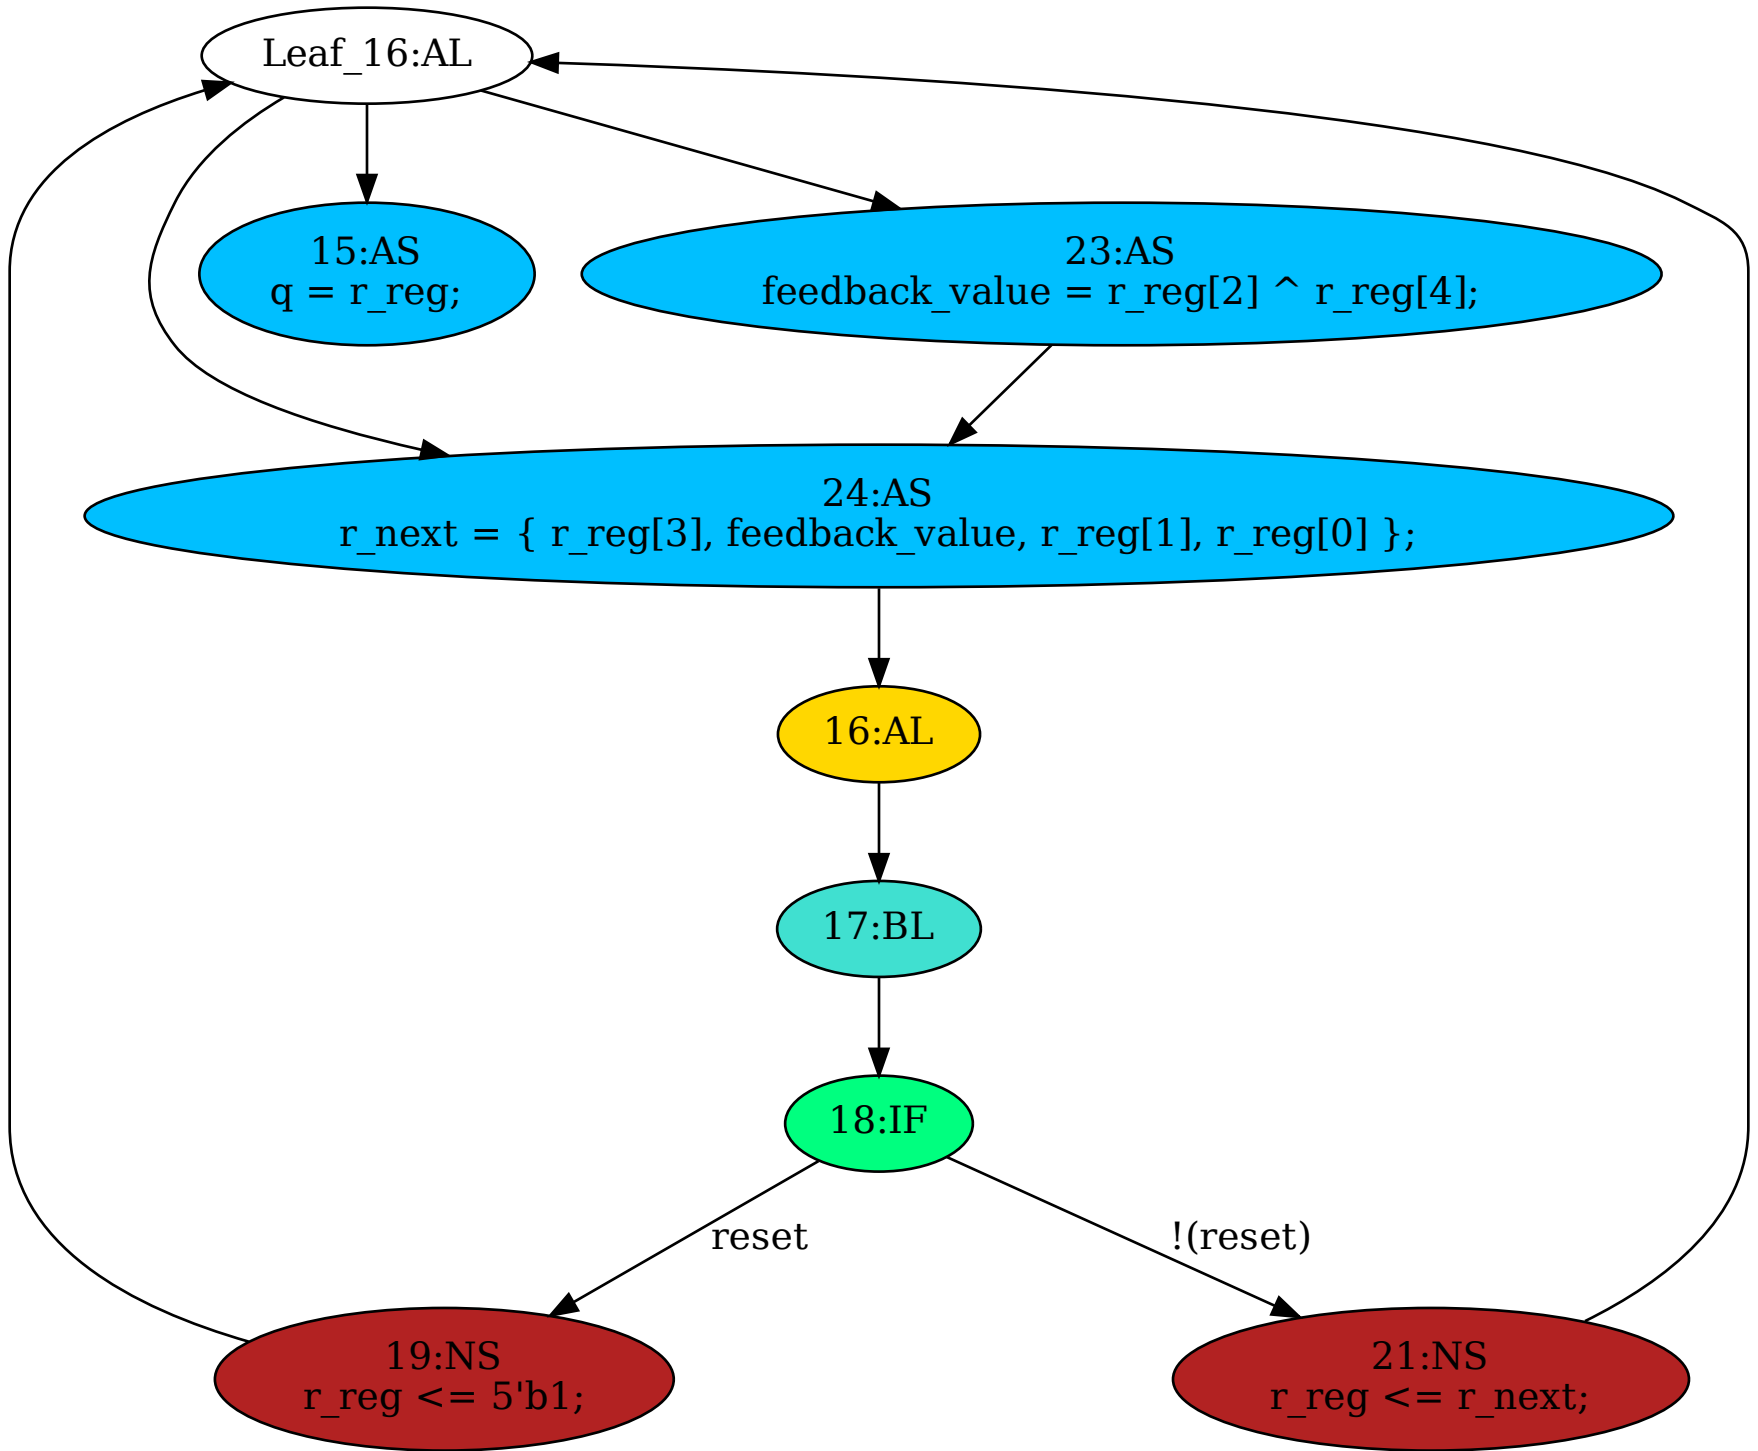 Leaf_16:AL
15:AS
q = r_reg;
23:AS
feedback_value = r_reg[2] ^ r_reg[4];
24:AS
r_next = { r_reg[3], feedback_value, r_reg[1], r_reg[0] };
16:AL
17:BL
18:IF
reset
!(reset)
19:NS
r_reg <= 5'b1;
21:NS
r_reg <= r_next;